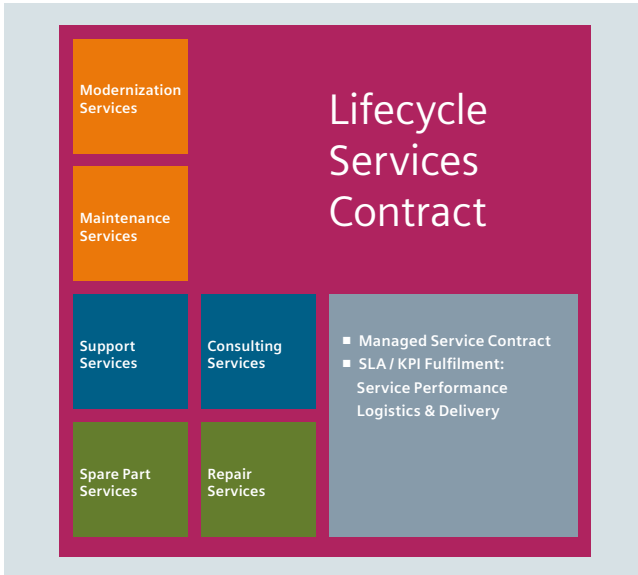 Modernization
Services
Lifecycle
Services
Contract
Maintenance
Services
Support
Services
Consulting
Services
■ Managed Service Contract
■ SLA / KPI Fulfilment:
Service Performance
Logistics & Delivery
Spare Part
Services
Repair
Services